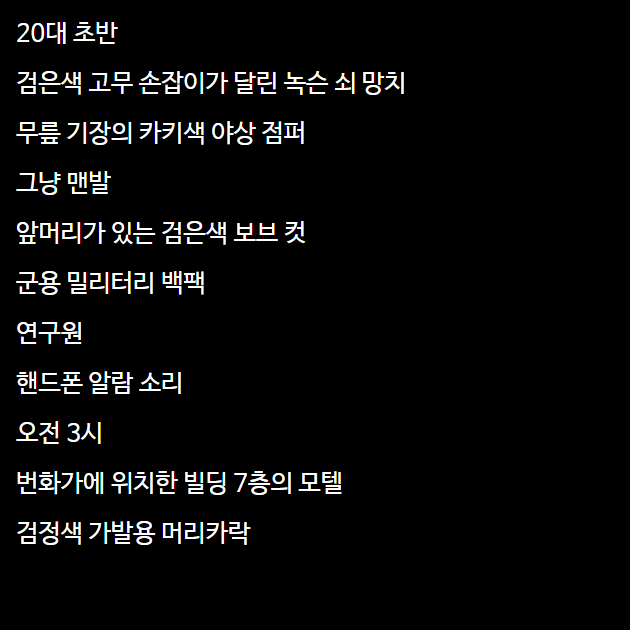 20대 초반
검은색 고무 손잡이가 달린 녹슨 쇠 망치
무릎 기장의 카키색 야상 점퍼
그냥 맨발
앞머리가 있는 검은색 보브 컷
군용 밀리터리 백팩
연구원
핸드폰 알람 소리
오전 3시
번화가에 위치한 빌딩 7층의 모텔
검정색 가발용 머리카락